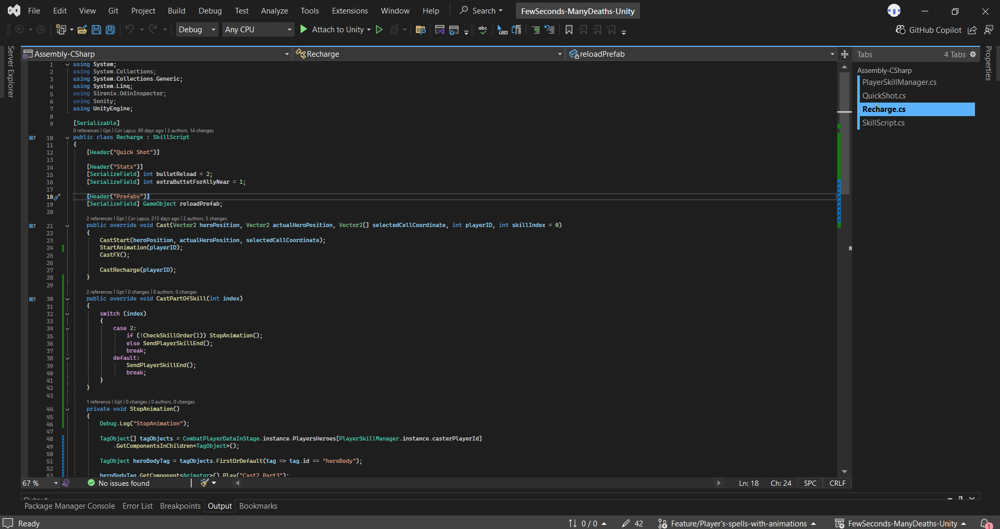 File Edit View Git Project Build Debug Test Analyze Tools Extensions Window Help Search FewSeconds-ManyDeaths-Unity
Debug Any CPU Attach to Unity abc GitHub Copilot
Server Explorer
Assembly-CSharp Recharge reloadPrefab
1 using System;
2 using System.Collections;
3 using System.Collections.Generic;
4 using System.Linq;
5 using Sirenix.OdinInspector;
6 using Sonity;
7 using UnityEngine;
8
9 [Serializable]
0 references | Gpt | Cor Lapus, 90 days ago | 2 authors, 14 changes
10 public class Recharge : SkillScript
11 {
12 [Header("Quick Shot")]
13
14 [Header("Stats")]
15 [SerializeField] int bulletReload = 2;
16 [SerializeField] int extraButtetForAllyNear = 1;
17
18 [Header("Prefabs")]
19 [SerializeField] GameObject reloadPrefab;
20
2 references | Gpt | Cor Lapus, 213 days ago | 2 authors, 5 changes
21 public override void Cast(Vector2 heroPosition, Vector2 actualHeroPosition, Vector2[] selectedCellCoordinate, int playerID, int skillIndex = 0)
22 {
23 CastStart(heroPosition, actualHeroPosition, selectedCellCoordinate);
24 StartAnimation(playerID);
25 CastFX();
26
27 CastRecharge(playerID);
28 }
29
2 references | Gpt | 0 changes | 0 authors, 0 changes
30 public override void CastPartOfSkill(int index)
31 {
32 switch (index)
33 {
34 case 2:
35 if (!CheckSkillOrder(1)) StopAnimation();
36 else SendPlayerSkillEnd();
37 break;
38 default:
39 SendPlayerSkillEnd();
40 break;
41 }
42 }
43
1 reference | Gpt | 0 changes | 0 authors, 0 changes
44 private void StopAnimation()
45 {
46 Debug.Log("StopAnimation");
47
48 TagObject[] tagObjects = CombatPlayerDataInStage.instance.PlayersHeroes[PlayerSkillManager.instance.casterPlayerId]
49 .GetComponentsInChildren<TagObject>();
50
51 TagObject heroBodyTag = tagObjects.FirstOrDefault(tag => tag.id == "heroBody");
52
53 heroBodyTag.GetComponent<Animator>().Play("Cast2 Part3");
Tabs 4 Tabs
Assembly-CSharp
PlayerSkillManager.cs
QuickShot.cs
Recharge.cs
SkillScript.cs
Properties
67 % No issues found Ln: 18 Ch: 24 SPC CRLF
Output
Package Manager Console Error List Breakpoints Output Bookmarks
Ready 0 / 0 42 Feature/Player's-spells-with-animations FewSeconds-ManyDeaths-Unity 1